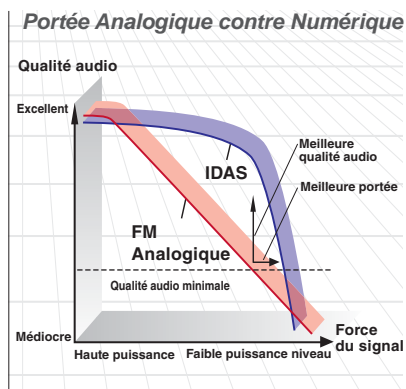 Portée Analogique contre Numérique
Qualité audio
Excellent
Meilleure
qualité audio
IDAS
Meilleure portée
FM
Analogique
Qualité audio minimale
Médiocre
Haute puissance
Faible puissance niveau
Force
du signal